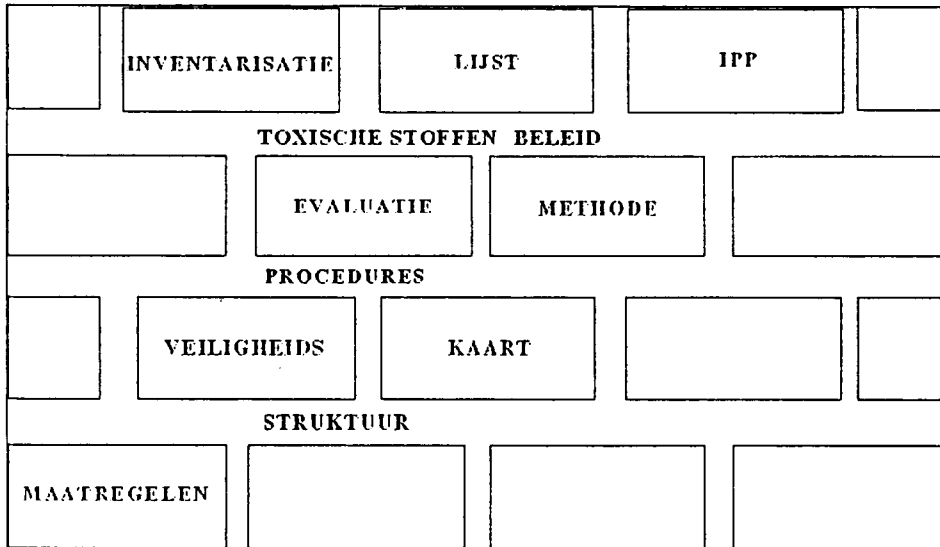 INVENTARISATIE LIJST IPP
TOXISCHE STOFFEN BELEID
EVALUATIE METHODE
PROCEDURES
VEILIGHEIDS KAART
STRUKTUUR
MAATREGELEN